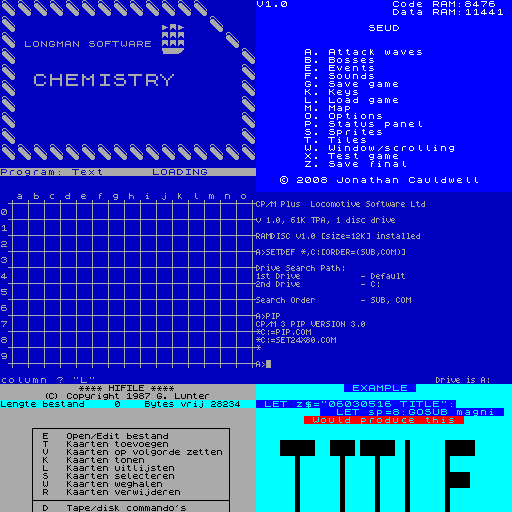 LONGMAN SOFTWARE
CHEMISTRY
Program: Text LOADING
V1.0 Code RAM:8476
Data RAM:11441
SEUD
A. Attack waves
B. Bosses
E. Events
F. Sounds
G. Save game
K. Keys
L. Load game
M. Map
O. Options
P. Status panel
S. Sprites
T. Tiles
W. Window/scrolling
X. Test game
Z. Save final
© 2008 Jonathan Cauldwell
a b c d e f g h i j k l m n o
0
1
2
3
4
5
6
7
8
9
column ? "L"
CP/M Plus Locomotive Software Ltd
V 1.0, 61K TPA, 1 disc drive
RAMDISC V1.0 [size=12K] installed
A>SETDEF *,C:[ORDER=(SUB,COM)]
Drive Search Path:
1st Drive - Default
2nd Drive - C:
Search Order - SUB, COM
A>PIP
CP/M 3 PIP VERSION 3.0
*C:=PIP.COM
*C:=SET24X80.COM
*
A>
Drive is A:
**** HIFILE ****
(C) Copyright 1987 G. Lunter
Lengte bestand 0 Bytes vrij 28234
E Open/Edit bestand
T Kaarten toevoegen
V Kaarten op volgorde zetten
K Kaarten tonen
L Kaarten uitlijsten
S Kaarten selecteren
W Kaarten weghalen
R Kaarten verwijderen
D Tape/disk commando's
EXAMPLE
LET z$="06030516 TITLE":
LET sp=8:GOSUB magni
Would produce this
TITLE